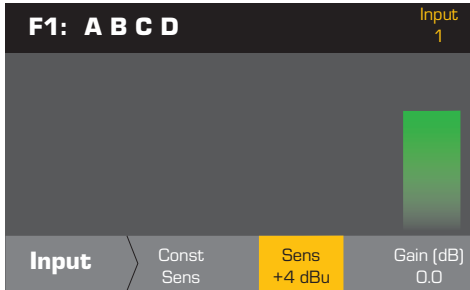 F1: A B C D
Input
1
Input
Const
Sens
Sens
+4 dBu
Gain (dB)
0.0